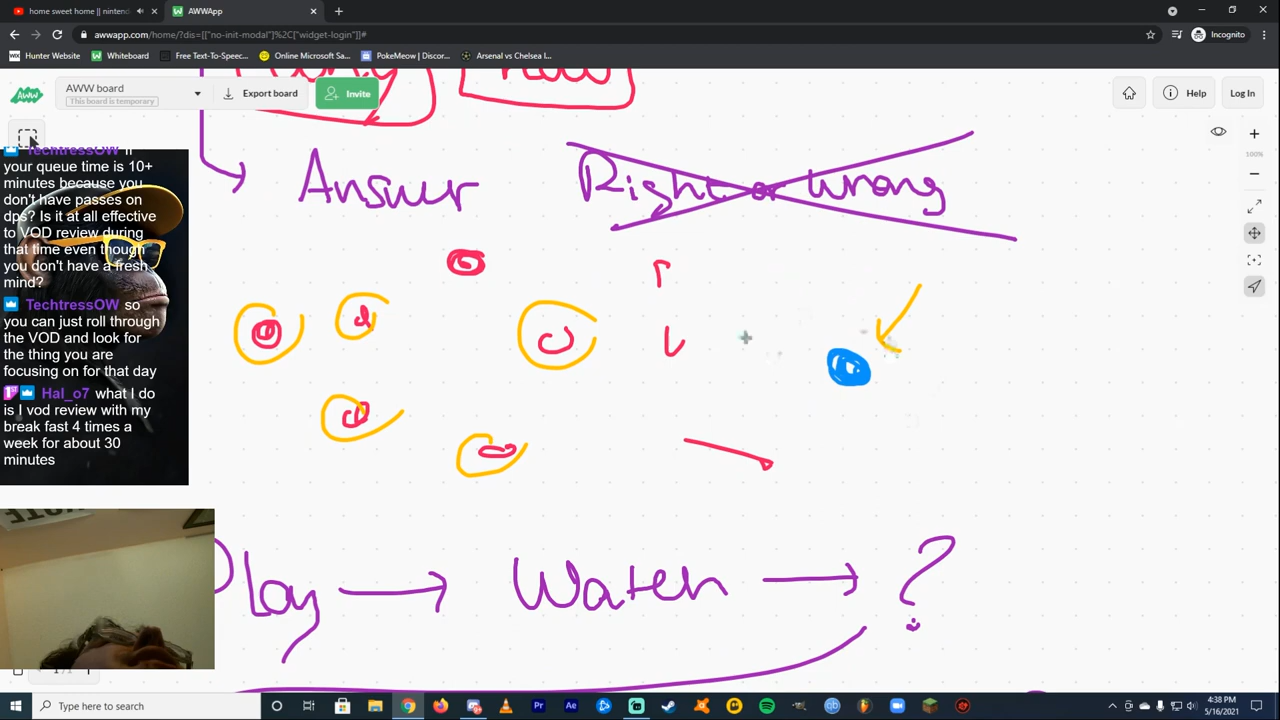 home sweet home || nintend
AWWApp
awwapp.com/home/?dis=[["no-init-modal"]%2C["widget-login"]]#
Incognito
Hunter Westbrook
Whiteboard
Free Text-To-Speec...
Online Microsoft Sa...
PokeMeow | Discor...
Arsenal vs Chelsea l...
AWW
AWW board
This board is temporary
Export board
Invite
Help
Log In
100%
Answer
Right or Wrong
TechtressOW If
your queue time is 10+
minutes because you
don't have passes on
dps? Is it at all effective
to VOD review during
that time even though
you don't have a fresh
mind?
TechtressOW so
you can just roll through
the VOD and look for
the thing you are
focusing on for that day
Hal_o7 what I do
is I vod review with my
break fast 4 times a
week for about 30
minutes
Play → Watch → ?
Type here to search
4:38 PM
5/16/2021